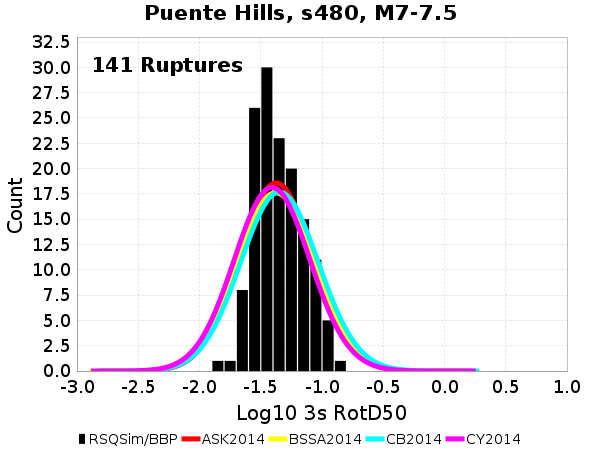 Puente Hills, s480, M7-7.5
141 Ruptures
Count
32.5
30.0
27.5
25.0
22.5
20.0
17.5
15.0
12.5
10.0
7.5
5.0
2.5
0.0
-3.0 -2.5 -2.0 -1.5 -1.0 -0.5 0.0 0.5 1.0
Log10 3s RotD50
RSQSim/BBP ASK2014 BSSA2014 CB2014 CY2014